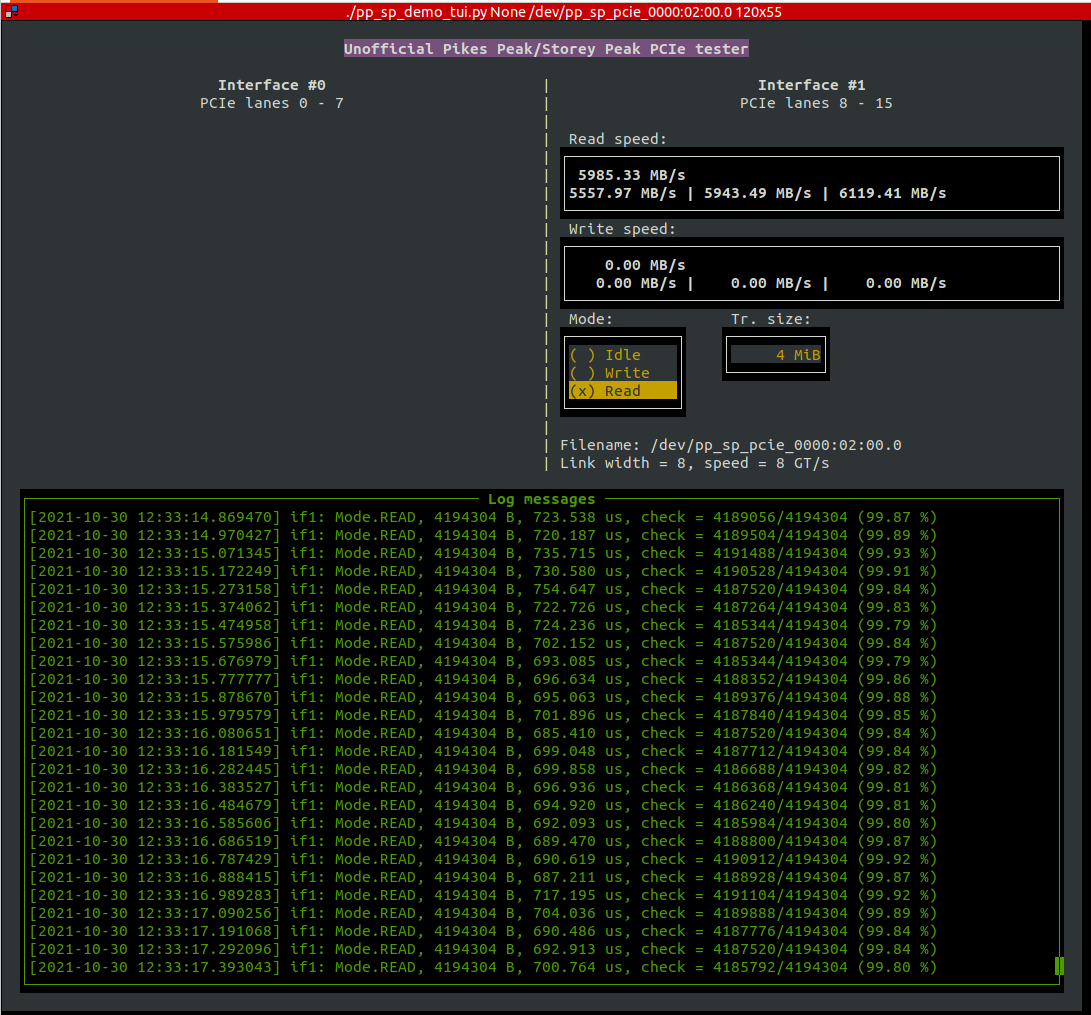 ./pp_sp_demo_tui.py None /dev/pp_sp_pcie_0000:02:00.0 120x55
Unofficial Pikes Peak/Storey Peak PCIe tester
Interface #0
PCIe lanes 0 - 7
Interface #1
PCIe lanes 8 - 15
Read speed:
5985.33 MB/s
5557.97 MB/s | 5943.49 MB/s | 6119.41 MB/s
Write speed:
0.00 MB/s
0.00 MB/s | 0.00 MB/s | 0.00 MB/s
Mode:
( ) Idle
( ) Write
(x) Read
Tr. size:
4 MiB
Filename: /dev/pp_sp_pcie_0000:02:00.0
Link width = 8, speed = 8 GT/s
Log messages
[2021-10-30 12:33:14.869470] if1: Mode.READ, 4194304 B, 723.538 us, check = 4189056/4194304 (99.87 %)
[2021-10-30 12:33:14.970427] if1: Mode.READ, 4194304 B, 720.187 us, check = 4189504/4194304 (99.89 %)
[2021-10-30 12:33:15.071345] if1: Mode.READ, 4194304 B, 735.715 us, check = 4191488/4194304 (99.93 %)
[2021-10-30 12:33:15.172249] if1: Mode.READ, 4194304 B, 730.580 us, check = 4190528/4194304 (99.91 %)
[2021-10-30 12:33:15.273158] if1: Mode.READ, 4194304 B, 754.647 us, check = 4187520/4194304 (99.84 %)
[2021-10-30 12:33:15.374062] if1: Mode.READ, 4194304 B, 722.726 us, check = 4187264/4194304 (99.83 %)
[2021-10-30 12:33:15.474958] if1: Mode.READ, 4194304 B, 724.236 us, check = 4185344/4194304 (99.79 %)
[2021-10-30 12:33:15.575986] if1: Mode.READ, 4194304 B, 702.152 us, check = 4187520/4194304 (99.84 %)
[2021-10-30 12:33:15.676979] if1: Mode.READ, 4194304 B, 693.085 us, check = 4185344/4194304 (99.79 %)
[2021-10-30 12:33:15.777777] if1: Mode.READ, 4194304 B, 696.634 us, check = 4188352/4194304 (99.86 %)
[2021-10-30 12:33:15.878670] if1: Mode.READ, 4194304 B, 695.063 us, check = 4189376/4194304 (99.88 %)
[2021-10-30 12:33:15.979579] if1: Mode.READ, 4194304 B, 701.896 us, check = 4187840/4194304 (99.85 %)
[2021-10-30 12:33:16.080651] if1: Mode.READ, 4194304 B, 685.410 us, check = 4187520/4194304 (99.84 %)
[2021-10-30 12:33:16.181549] if1: Mode.READ, 4194304 B, 699.048 us, check = 4187712/4194304 (99.84 %)
[2021-10-30 12:33:16.282445] if1: Mode.READ, 4194304 B, 699.858 us, check = 4186688/4194304 (99.82 %)
[2021-10-30 12:33:16.383527] if1: Mode.READ, 4194304 B, 696.936 us, check = 4186368/4194304 (99.81 %)
[2021-10-30 12:33:16.484679] if1: Mode.READ, 4194304 B, 694.920 us, check = 4186240/4194304 (99.81 %)
[2021-10-30 12:33:16.585606] if1: Mode.READ, 4194304 B, 692.093 us, check = 4185984/4194304 (99.80 %)
[2021-10-30 12:33:16.686519] if1: Mode.READ, 4194304 B, 689.470 us, check = 4188800/4194304 (99.87 %)
[2021-10-30 12:33:16.787429] if1: Mode.READ, 4194304 B, 690.619 us, check = 4190912/4194304 (99.92 %)
[2021-10-30 12:33:16.888415] if1: Mode.READ, 4194304 B, 687.211 us, check = 4188928/4194304 (99.87 %)
[2021-10-30 12:33:16.989283] if1: Mode.READ, 4194304 B, 717.195 us, check = 4191104/4194304 (99.92 %)
[2021-10-30 12:33:17.090256] if1: Mode.READ, 4194304 B, 704.036 us, check = 4189888/4194304 (99.89 %)
[2021-10-30 12:33:17.191068] if1: Mode.READ, 4194304 B, 690.486 us, check = 4187776/4194304 (99.84 %)
[2021-10-30 12:33:17.292096] if1: Mode.READ, 4194304 B, 692.913 us, check = 4187520/4194304 (99.84 %)
[2021-10-30 12:33:17.393043] if1: Mode.READ, 4194304 B, 700.764 us, check = 4185792/4194304 (99.80 %)